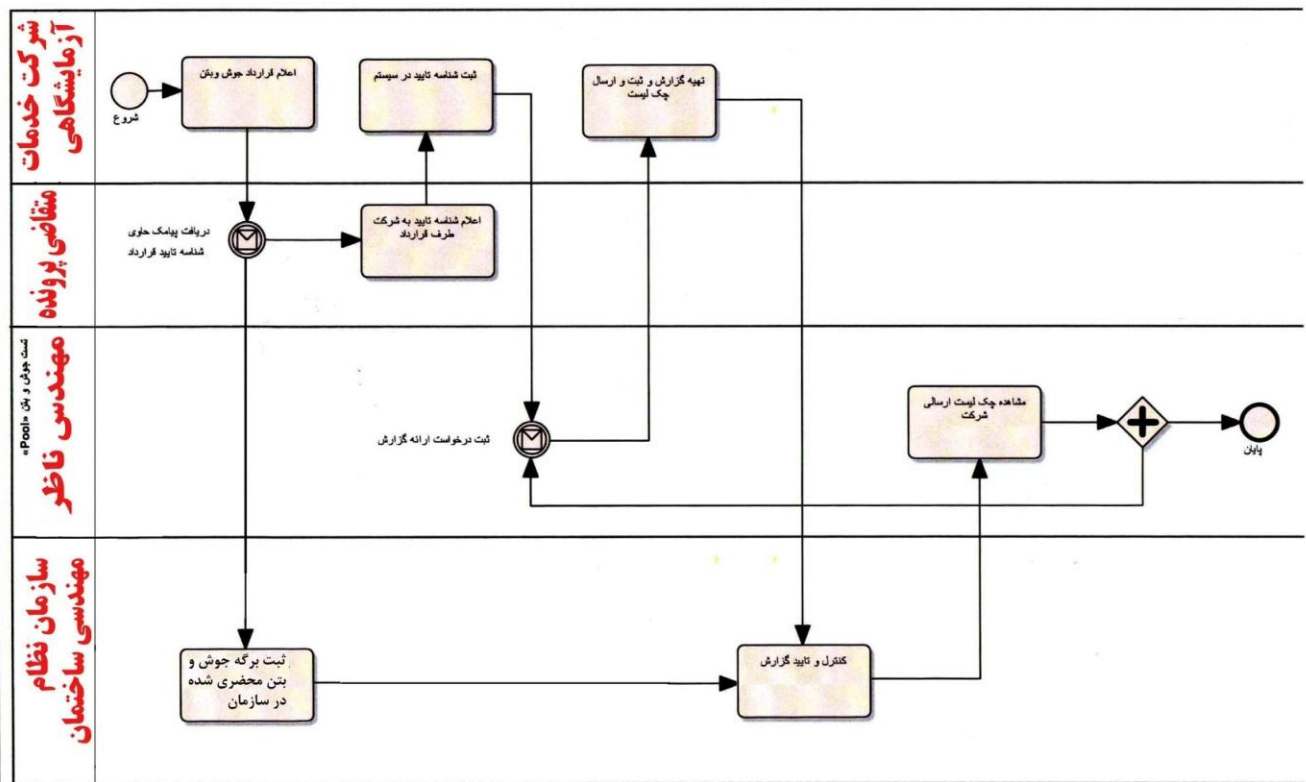 «Pool» تست جوش و بتن
شرکت خدمات
آزمایشگاهی
شروع
اعلام قرارداد جوش وبتن
ثبت شناسه تایید در سیستم
تهیه گزارش و ثبت و ارسال
چک لیست
متقاضی پرونده
دریافت پیامک حاوی
شناسه تایید قرارداد
اعلام شناسه تایید به شرکت
طرف قرارداد
مهندس ناظر
ثبت درخواست ارائه گزارش
مشاهده چک لیست ارسالی
شرکت
پایان
سازمان نظام
مهندسی ساختمان
ثبت برگه جوش و
بتن محضری شده
در سازمان
کنترل و تایید گزارش